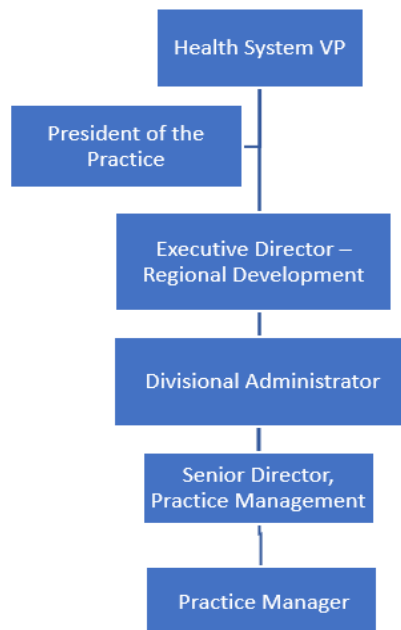 Health System VP
President of the
Practice
Executive Director –
Regional Development
Divisional Administrator
Senior Director,
Practice Management
Practice Manager